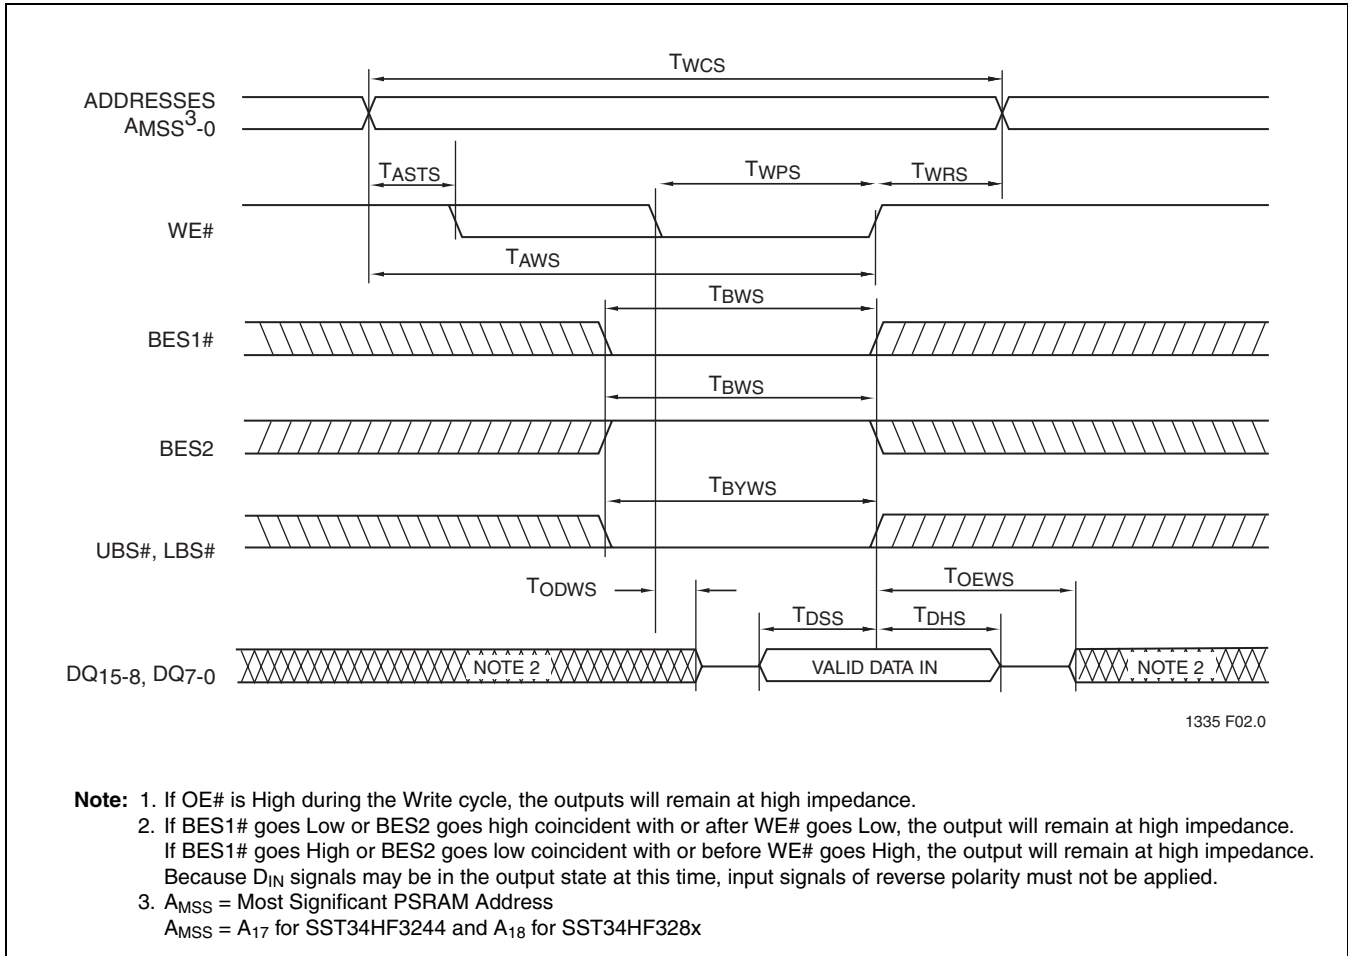 TWCS
ADDRESSES
AMSS3-0
TASTS
TWPS
TWRS
WE#
TAWS
TBWS
BES1#
TBWS
BES2
TBYWS
UBS#, LBS#
TODWS
TOEWS
TDSS
TDHS
DQ15-8, DQ7-0
NOTE 2
VALID DATA IN
NOTE 2
1335 F02.0
Note: 1. If OE# is High during the Write cycle, the outputs will remain at high impedance.
2. If BES1# goes Low or BES2 goes high coincident with or after WE# goes Low, the output will remain at high impedance.
If BES1# goes High or BES2 goes low coincident with or before WE# goes High, the output will remain at high impedance.
Because DIN signals may be in the output state at this time, input signals of reverse polarity must not be applied.
3. AMSS = Most Significant PSRAM Address
AMSS = A17 for SST34HF3244 and A18 for SST34HF328x